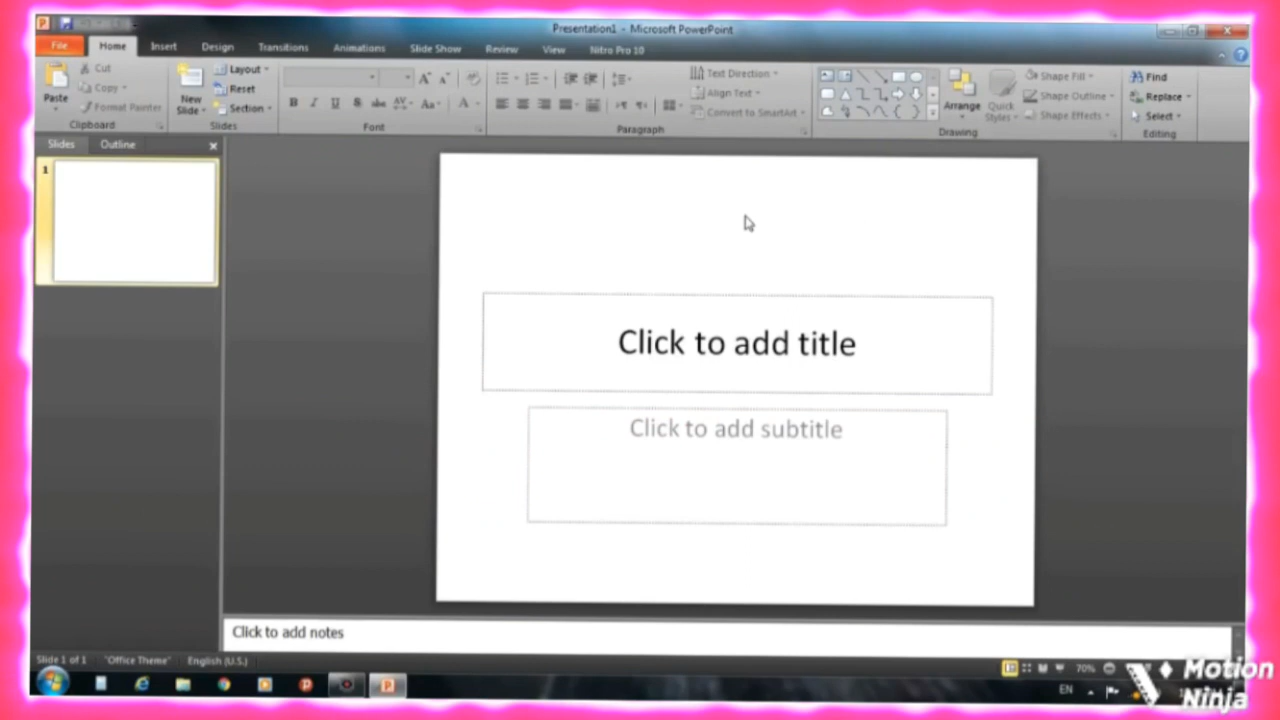 Presentation1 - Microsoft PowerPoint
File Home Insert Design Transitions Animations Slide Show Review View Nitro Pro 10
Paste
Cut
Copy
Format Painter
Clipboard
New Slide
Layout
Reset
Section
Slides
Font
Text Direction
Align Text
Convert to SmartArt
Paragraph
Arrange
Quick Styles
Shape Fill
Shape Outline
Shape Effects
Drawing
Find
Replace
Select
Editing
Slides Outline
1
Click to add title
Click to add subtitle
Click to add notes
Slide 1 of 1 "Office Theme" English (U.S.) 70%
EN
Motion
Ninja